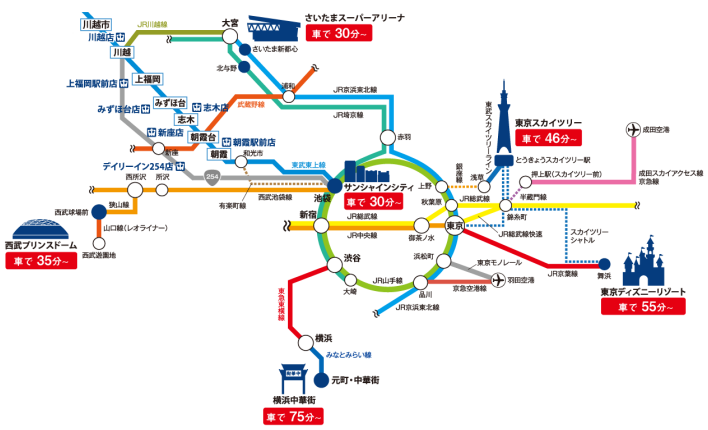 川越市
川越店
川越
JR川越線
大宮
さいたまスーパーアリーナ
車で 30分~
さいたま新都心
北与野
上福岡駅前店
上福岡
浦和
JR京浜東北線
武蔵野線
JR埼京線
みずほ台店
みずほ台
志木店
志木
新座店
新座
朝霞台
朝霞駅前店
朝霞
和光市
赤羽
デイリーイン254店
西所沢
所沢
254
東武東上線
有楽町線
西武池袋線
サンシャインシティ
池袋
車で 30分~
東武スカイツリーライン
東京スカイツリー
車で 46分~
とうきょうスカイツリー駅
銀座線
浅草
上野
押上駅(スカイツリー前)
成田空港
成田スカイアクセス線
京急線
半蔵門線
秋葉原
JR総武線
錦糸町
狭山線
西武球場前
山口線(レオライナー)
西武遊園地
西武プリンスドーム
車で 35分~
新宿
JR総武線
JR中央線
御茶ノ水
東京
JR総武線快速
スカイツリー
シャトル
浜松町
東京モノレール
渋谷
大崎
JR山手線
品川
京急空港線
羽田空港
JR京浜東北線
JR京葉線
舞浜
東京ディズニーリゾート
車で 55分~
東急東横線
横浜
みなとみらい線
元町・中華街
横浜中華街
車で 75分~